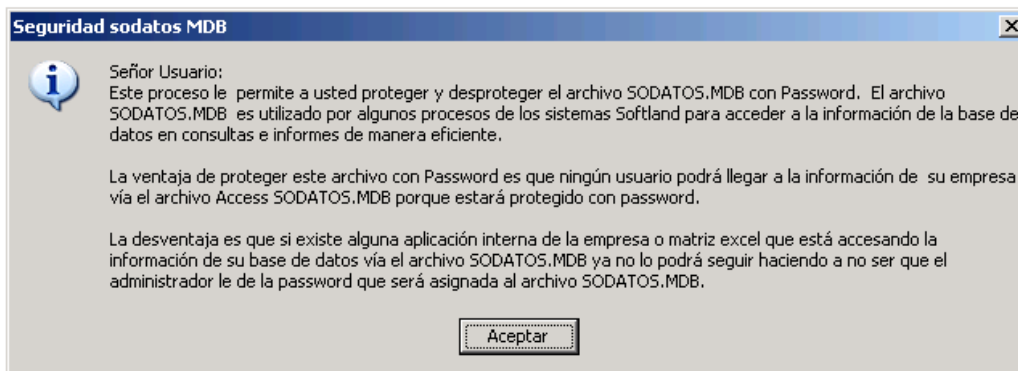 Seguridad sodatos MDB
Señor Usuario:
Este proceso le  permite a usted proteger y desproteger el archivo SODATOS.MDB con Password.  El archivo
SODATOS.MDB  es utilizado por algunos procesos de los sistemas Softland para acceder a la información de la base de
datos en consultas e informes de manera eficiente.
La ventaja de proteger este archivo con Password es que ningún usuario podrá llegar a la información de  su empresa
vía el archivo Access SODATOS.MDB porque estará protegido con password.
La desventaja es que si existe alguna aplicación interna de la empresa o matriz excel que está accesando la
información de su base de datos vía el archivo SODATOS.MDB ya no lo podrá seguir haciendo a no ser que el
administrador le de la password que será asignada al archivo SODATOS.MDB.
Aceptar